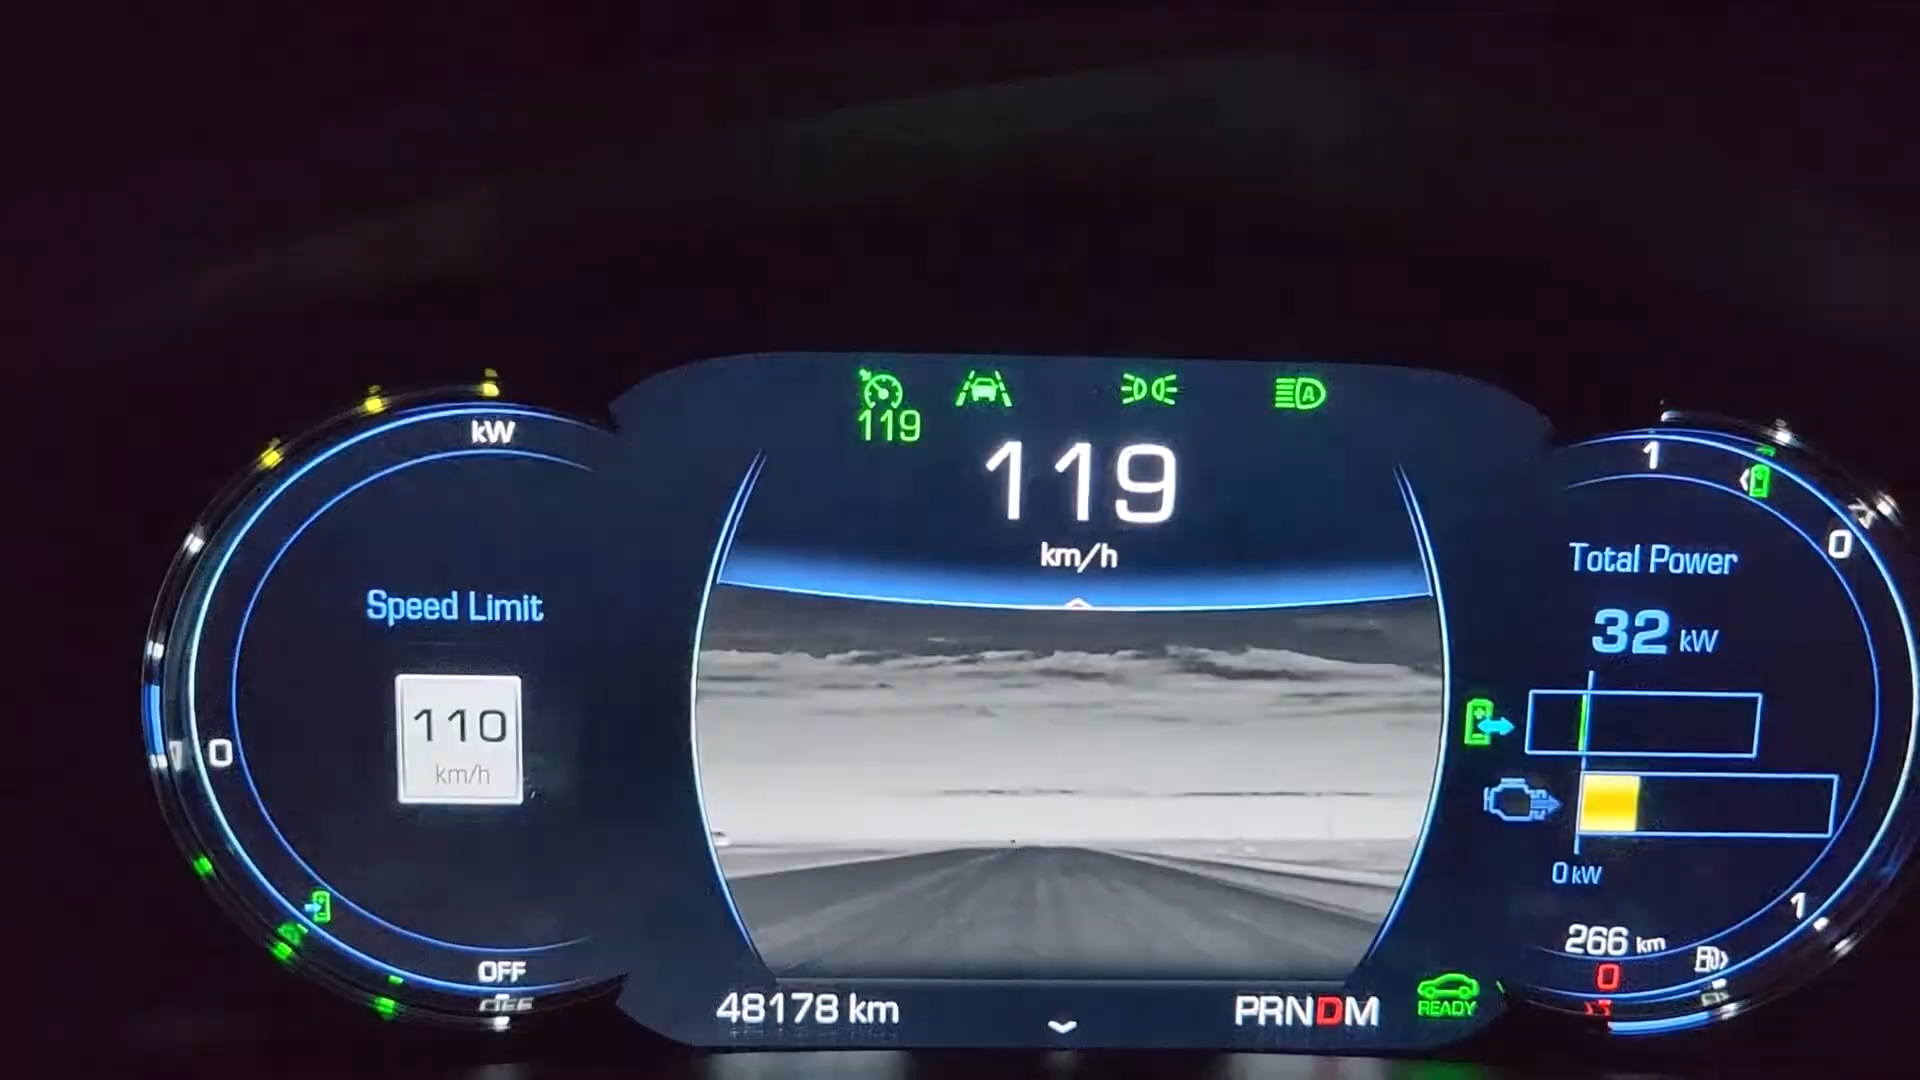 119
119
km/h
kW
0
OFF
Speed Limit
110
km/h
1
0
Total Power
32 kW
0 kW
1
266 km
0
48178 km
PRNDM
READY
A